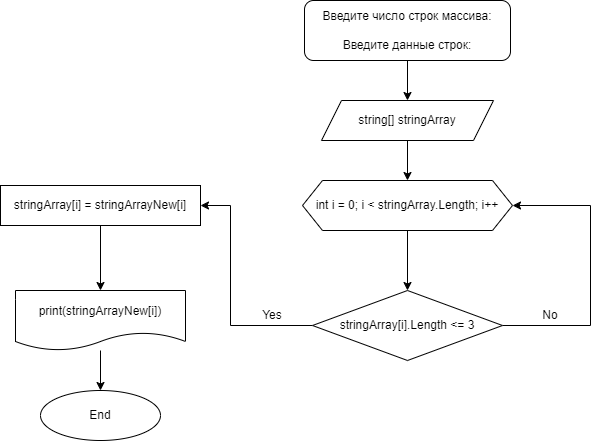 Введите число строк массива:
Введите данные строк:
string[] stringArray
int i = 0; i < stringArray.Length; i++
stringArray[i] = stringArrayNew[i]
print(stringArrayNew[i])
Yes
stringArray[i].Length <= 3
No
End